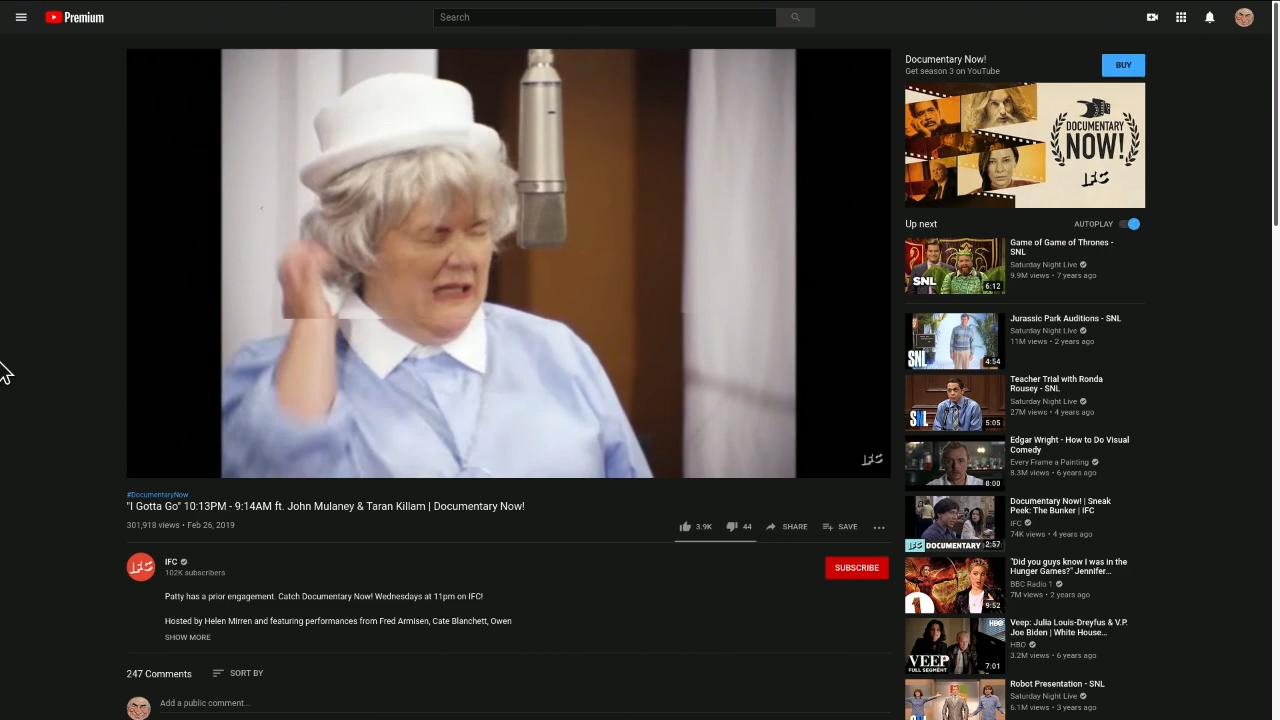 Premium
Search
IFC
#DocumentaryNow
"I Gotta Go" 10:13PM - 9:14AM ft. John Mulaney & Taran Killam | Documentary Now!
301,918 views • Feb 26, 2019
3.9K
44
SHARE
SAVE
IFC
IFC
102K subscribers
SUBSCRIBE
Patty has a prior engagement. Catch Documentary Now! Wednesdays at 11pm on IFC!
Fred Armisen, Cate Blanchett, Owen
Hosted by Helen Mirren and featuring performances from
SHOW MORE
247 Comments
SORT BY
Add a public comment...
Documentary Now!
Get season 3 on YouTube
BUY
DOCUMENTARY
NOW!
IFC
Up next
AUTOPLAY
SNL
6:12
Game of Game of Thrones -
SNL
Saturday Night Live
9.9M views • 7 years ago
SNL
4:54
Jurassic Park Auditions - SNL
Saturday Night Live
11M views • 2 years ago
SNL
5:05
Teacher Trial with Ronda
Rousey - SNL
Saturday Night Live
27M views • 4 years ago
8:00
Edgar Wright - How to Do Visual
Comedy
Every Frame a Painting
8.3M views • 6 years ago
IFC DOCUMENTARY
2:57
Documentary Now! | Sneak
Peek: The Bunker | IFC
IFC
74K views • 4 years ago
1
9:52
"Did you guys know I was in the
Hunger Games?" Jennifer...
BBC Radio 1
7M views • 2 years ago
HBO
VEEP
FULL SEGMENT
7:01
Veep: Julia Louis-Dreyfus & V.P.
Joe Biden | White House...
HBO
3.2M views • 6 years ago
Robot Presentation - SNL
Saturday Night Live
6.1M views • 3 years ago